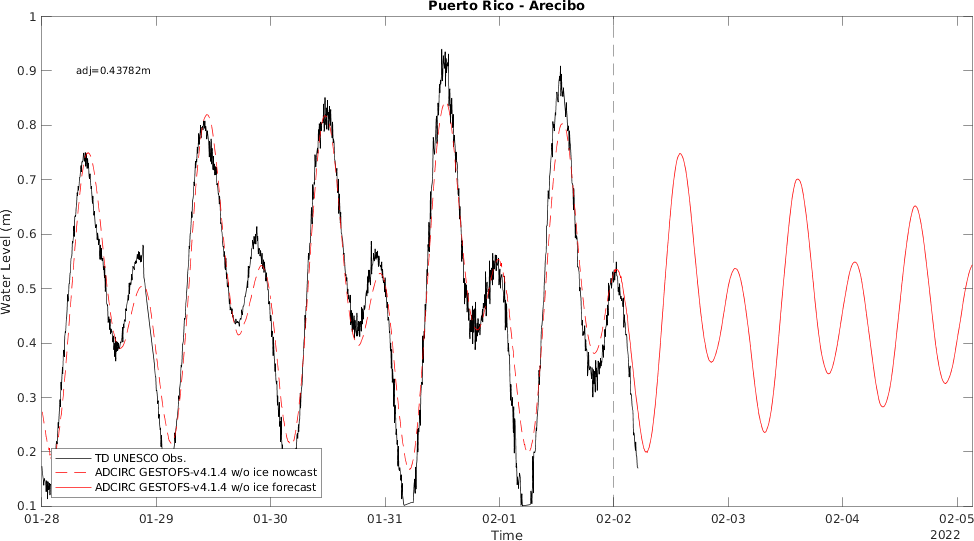 Puerto Rico - Arecibo
1
0.9
adj=0.43782m
0.8
0.7
0.6
Water Level (m)
0.5
0.4
0.3
0.2
TD UNESCO Obs.
ADCIRC GESTOFS-v4.1.4 w/o ice nowcast
ADCIRC GESTOFS-v4.1.4 w/o ice forecast
0.1
01-28 01-29 01-30 01-31 02-01 02-02 02-03 02-04 02-05
Time
2022